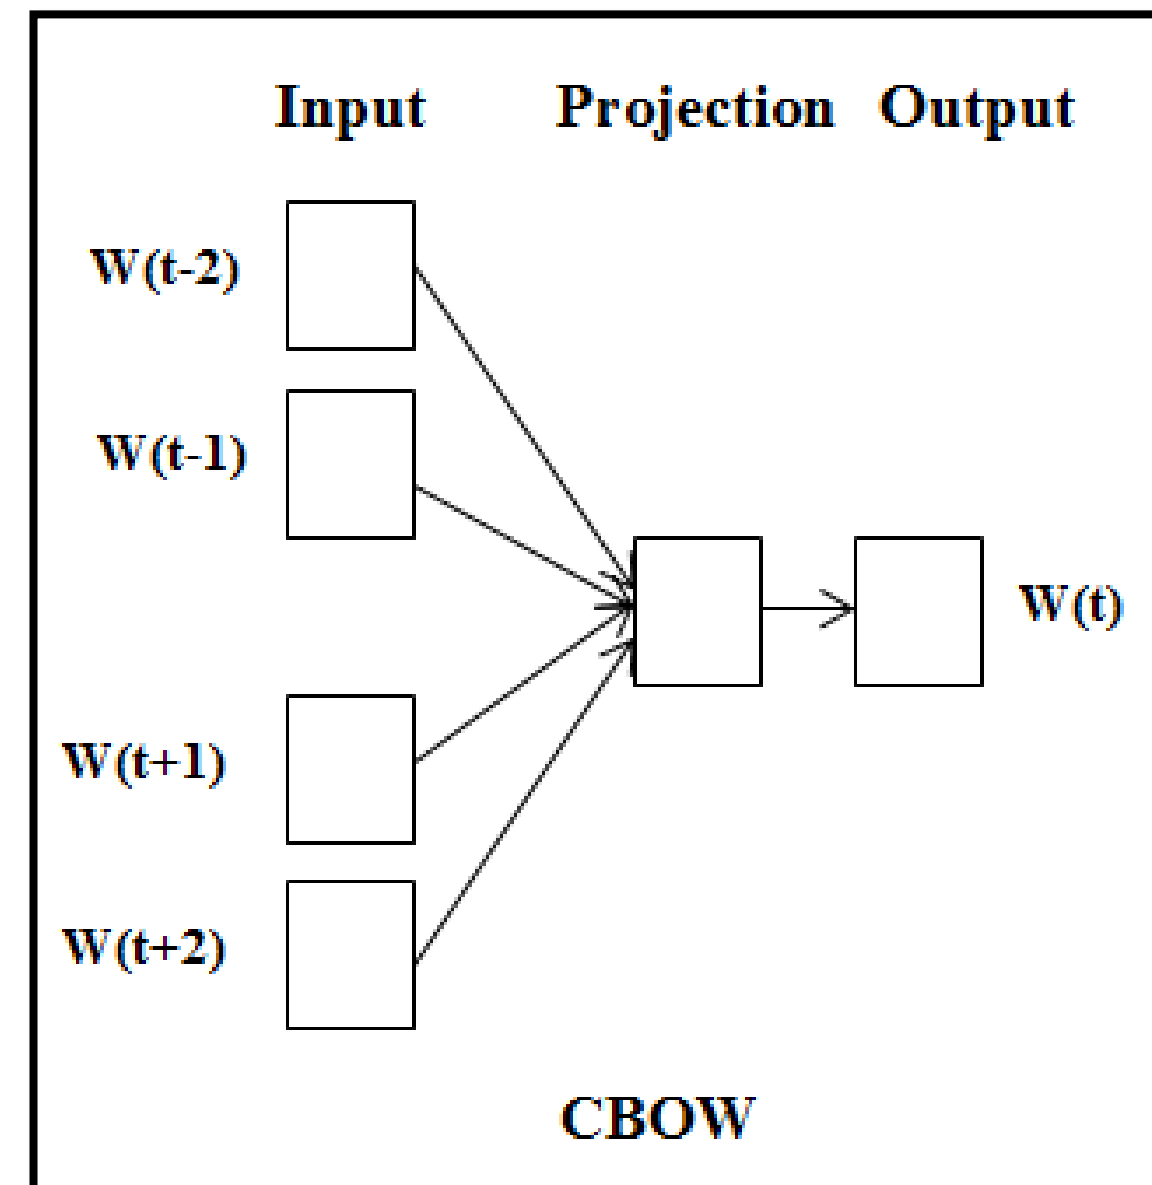 Input Projection Output
W(t-2)
W(t-1)
W(t)
W(t+1)
W(t+2)
CBOW